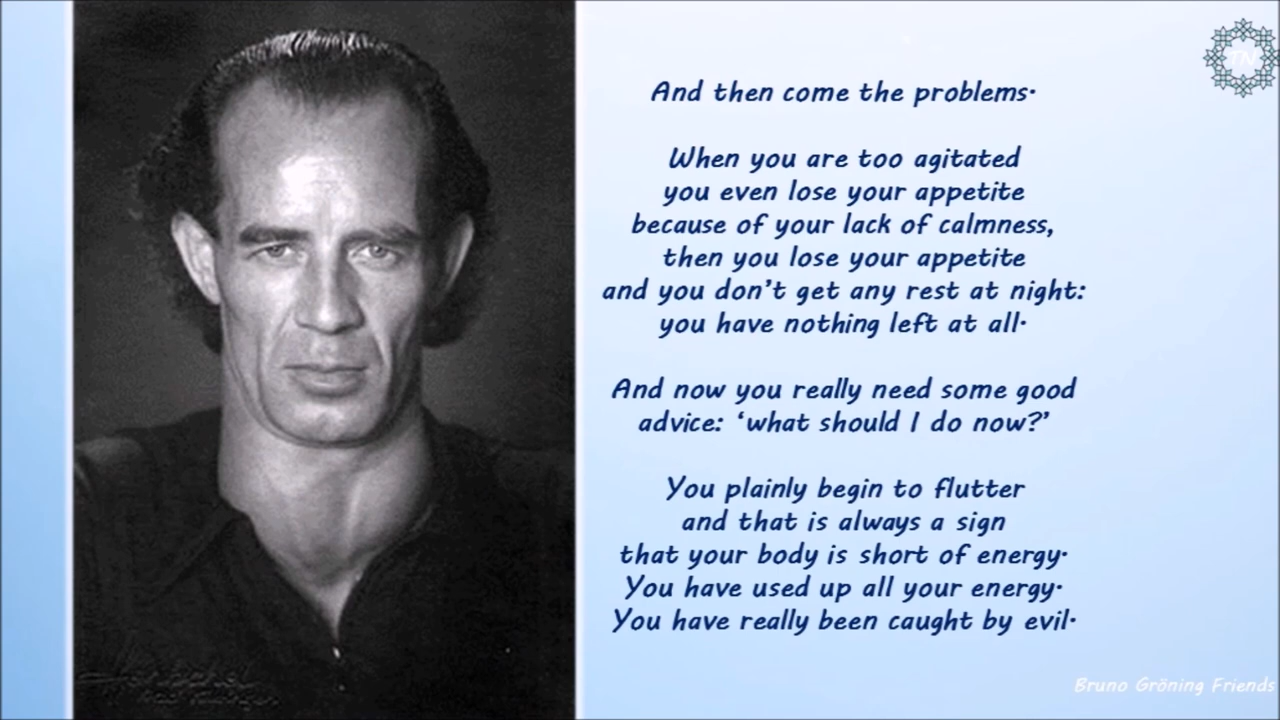 TN
And then come the problems·
When you are too agitated
you even lose your appetite
because of your lack of calmness,
then you lose your appetite
and you don’t get any rest at night:
you have nothing left at all·
And now you really need some good
advice: ‘what should I do now?’
You plainly begin to flutter
and that is always a sign
that your body is short of energy·
You have used up all your energy·
You have really been caught by evil·
Bruno Gröning Friends